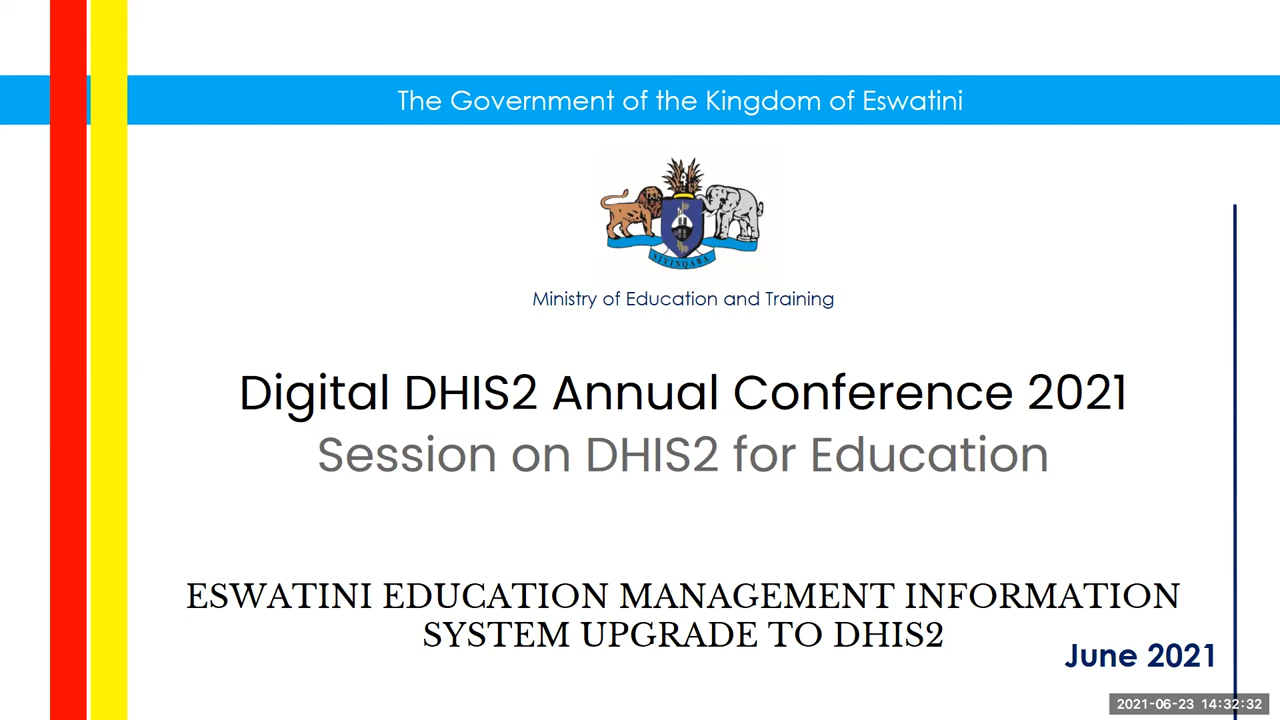 The Government of the Kingdom of Eswatini
SIYINQABA
Ministry of Education and Training
Digital DHIS2 Annual Conference 2021
Session on DHIS2 for Education
ESWATINI EDUCATION MANAGEMENT INFORMATION
SYSTEM UPGRADE TO DHIS2
June 2021
2021-06-23 14:32:32